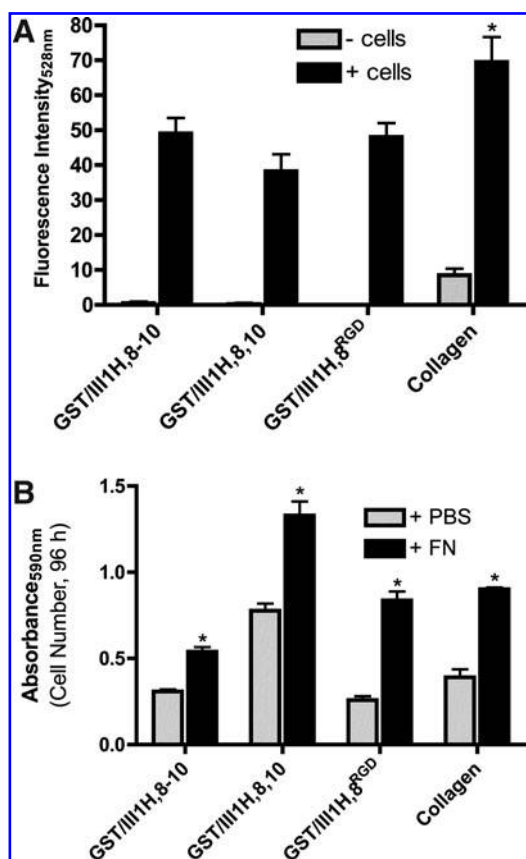 A
Fluorescence Intensity528nm
80
70
60
50
40
30
20
10
0
- cells
+ cells
*
GST/III1H,8-10
GST/III1H,8,10
GST/III1H,8RGD
Collagen
B
Absorbance590nm
(Cell Number, 96 h)
1.5
1.0
0.5
0.0
+ PBS
+ FN
*
*
*
*
GST/III1H,8-10
GST/III1H,8,10
GST/III1H,8RGD
Collagen